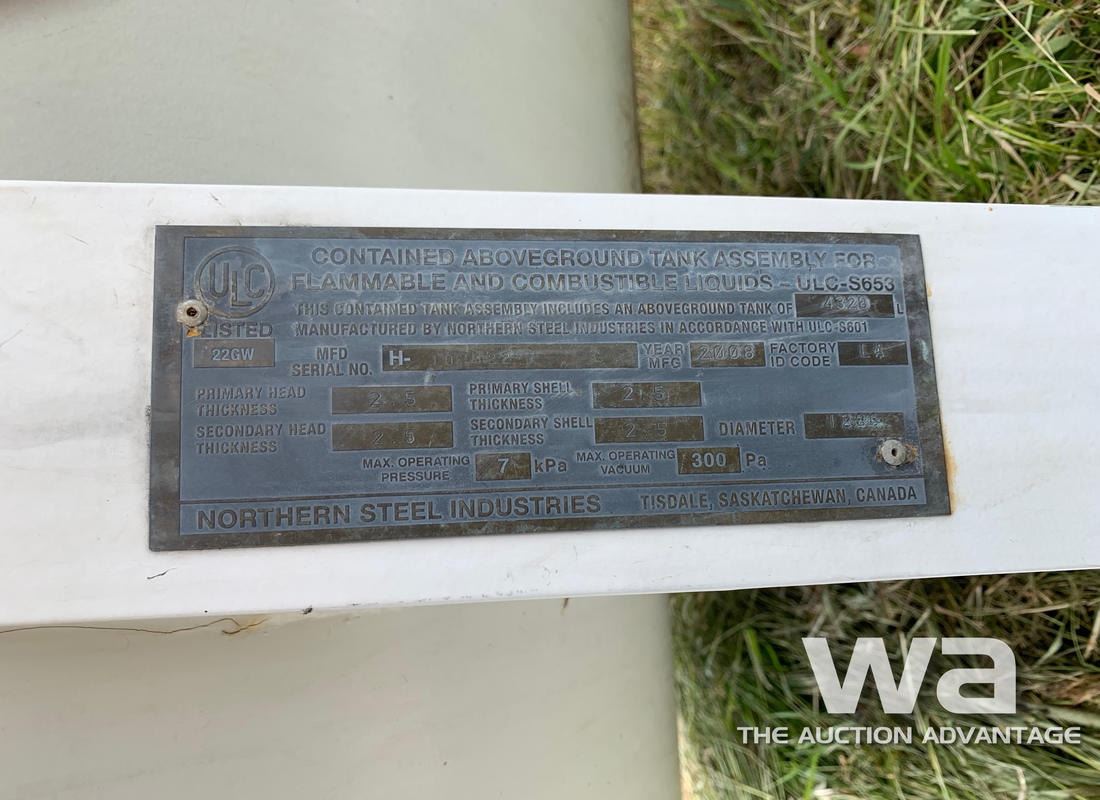 ULC
LISTED
22GW
CONTAINED ABOVEGROUND TANK ASSEMBLY FOR
FLAMMABLE AND COMBUSTIBLE LIQUIDS - ULC-S653
THIS CONTAINED TANK ASSEMBLY INCLUDES AN ABOVEGROUND TANK OF 4320 L
MANUFACTURED BY NORTHERN STEEL INDUSTRIES IN ACCORDANCE WITH ULC-S601
MFD SERIAL NO. H-
YEAR MFG 2008
FACTORY ID CODE L4
PRIMARY HEAD THICKNESS 2.5
PRIMARY SHELL THICKNESS 2.5
SECONDARY HEAD THICKNESS 2.5
SECONDARY SHELL THICKNESS 2.5
DIAMETER
MAX. OPERATING PRESSURE 7 kPa
MAX. OPERATING VACUUM 300 Pa
NORTHERN STEEL INDUSTRIES TISDALE, SASKATCHEWAN, CANADA
wa
THE AUCTION ADVANTAGE